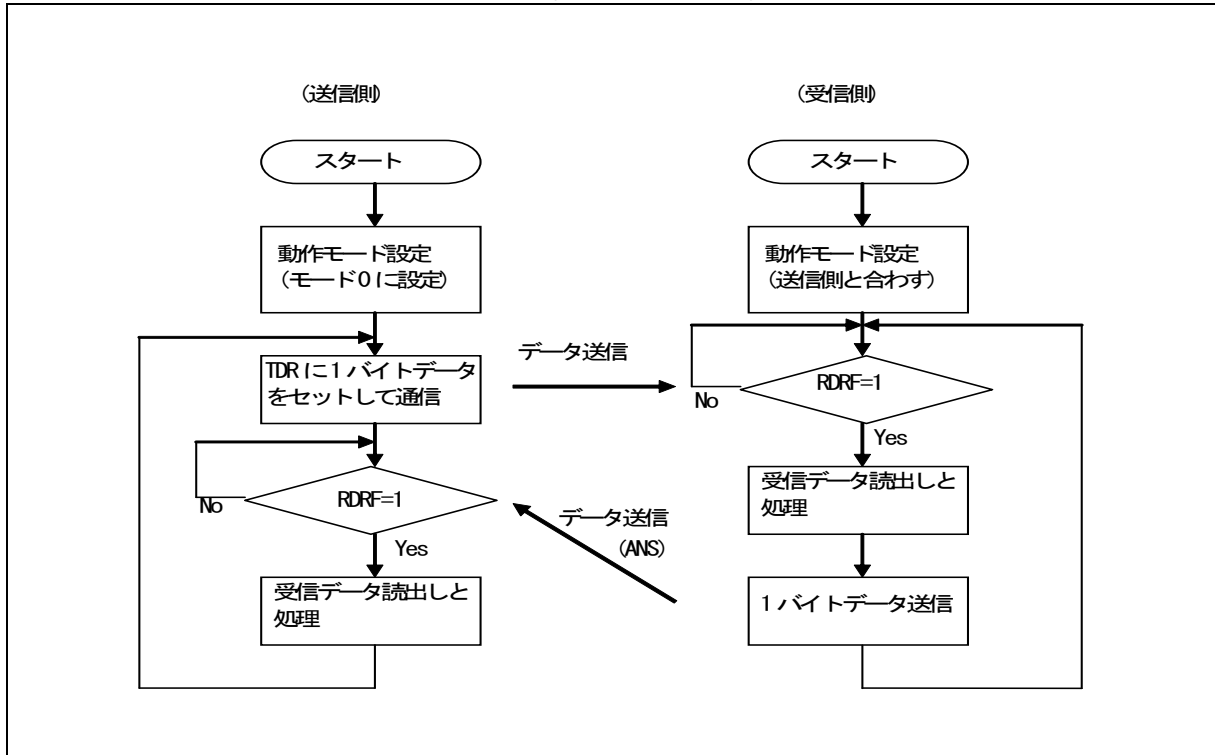 (送信側)
スタート
動作モード設定
(モード0に設定)
TDRに1バイトデータ
をセットして通信
No
RDRF=1
Yes
受信データ読出しと
処理
データ送信
データ送信
(ANS)
(受信側)
スタート
動作モード設定
(送信側と合わす)
RDRF=1
No
Yes
受信データ読出しと
処理
1バイトデータ送信